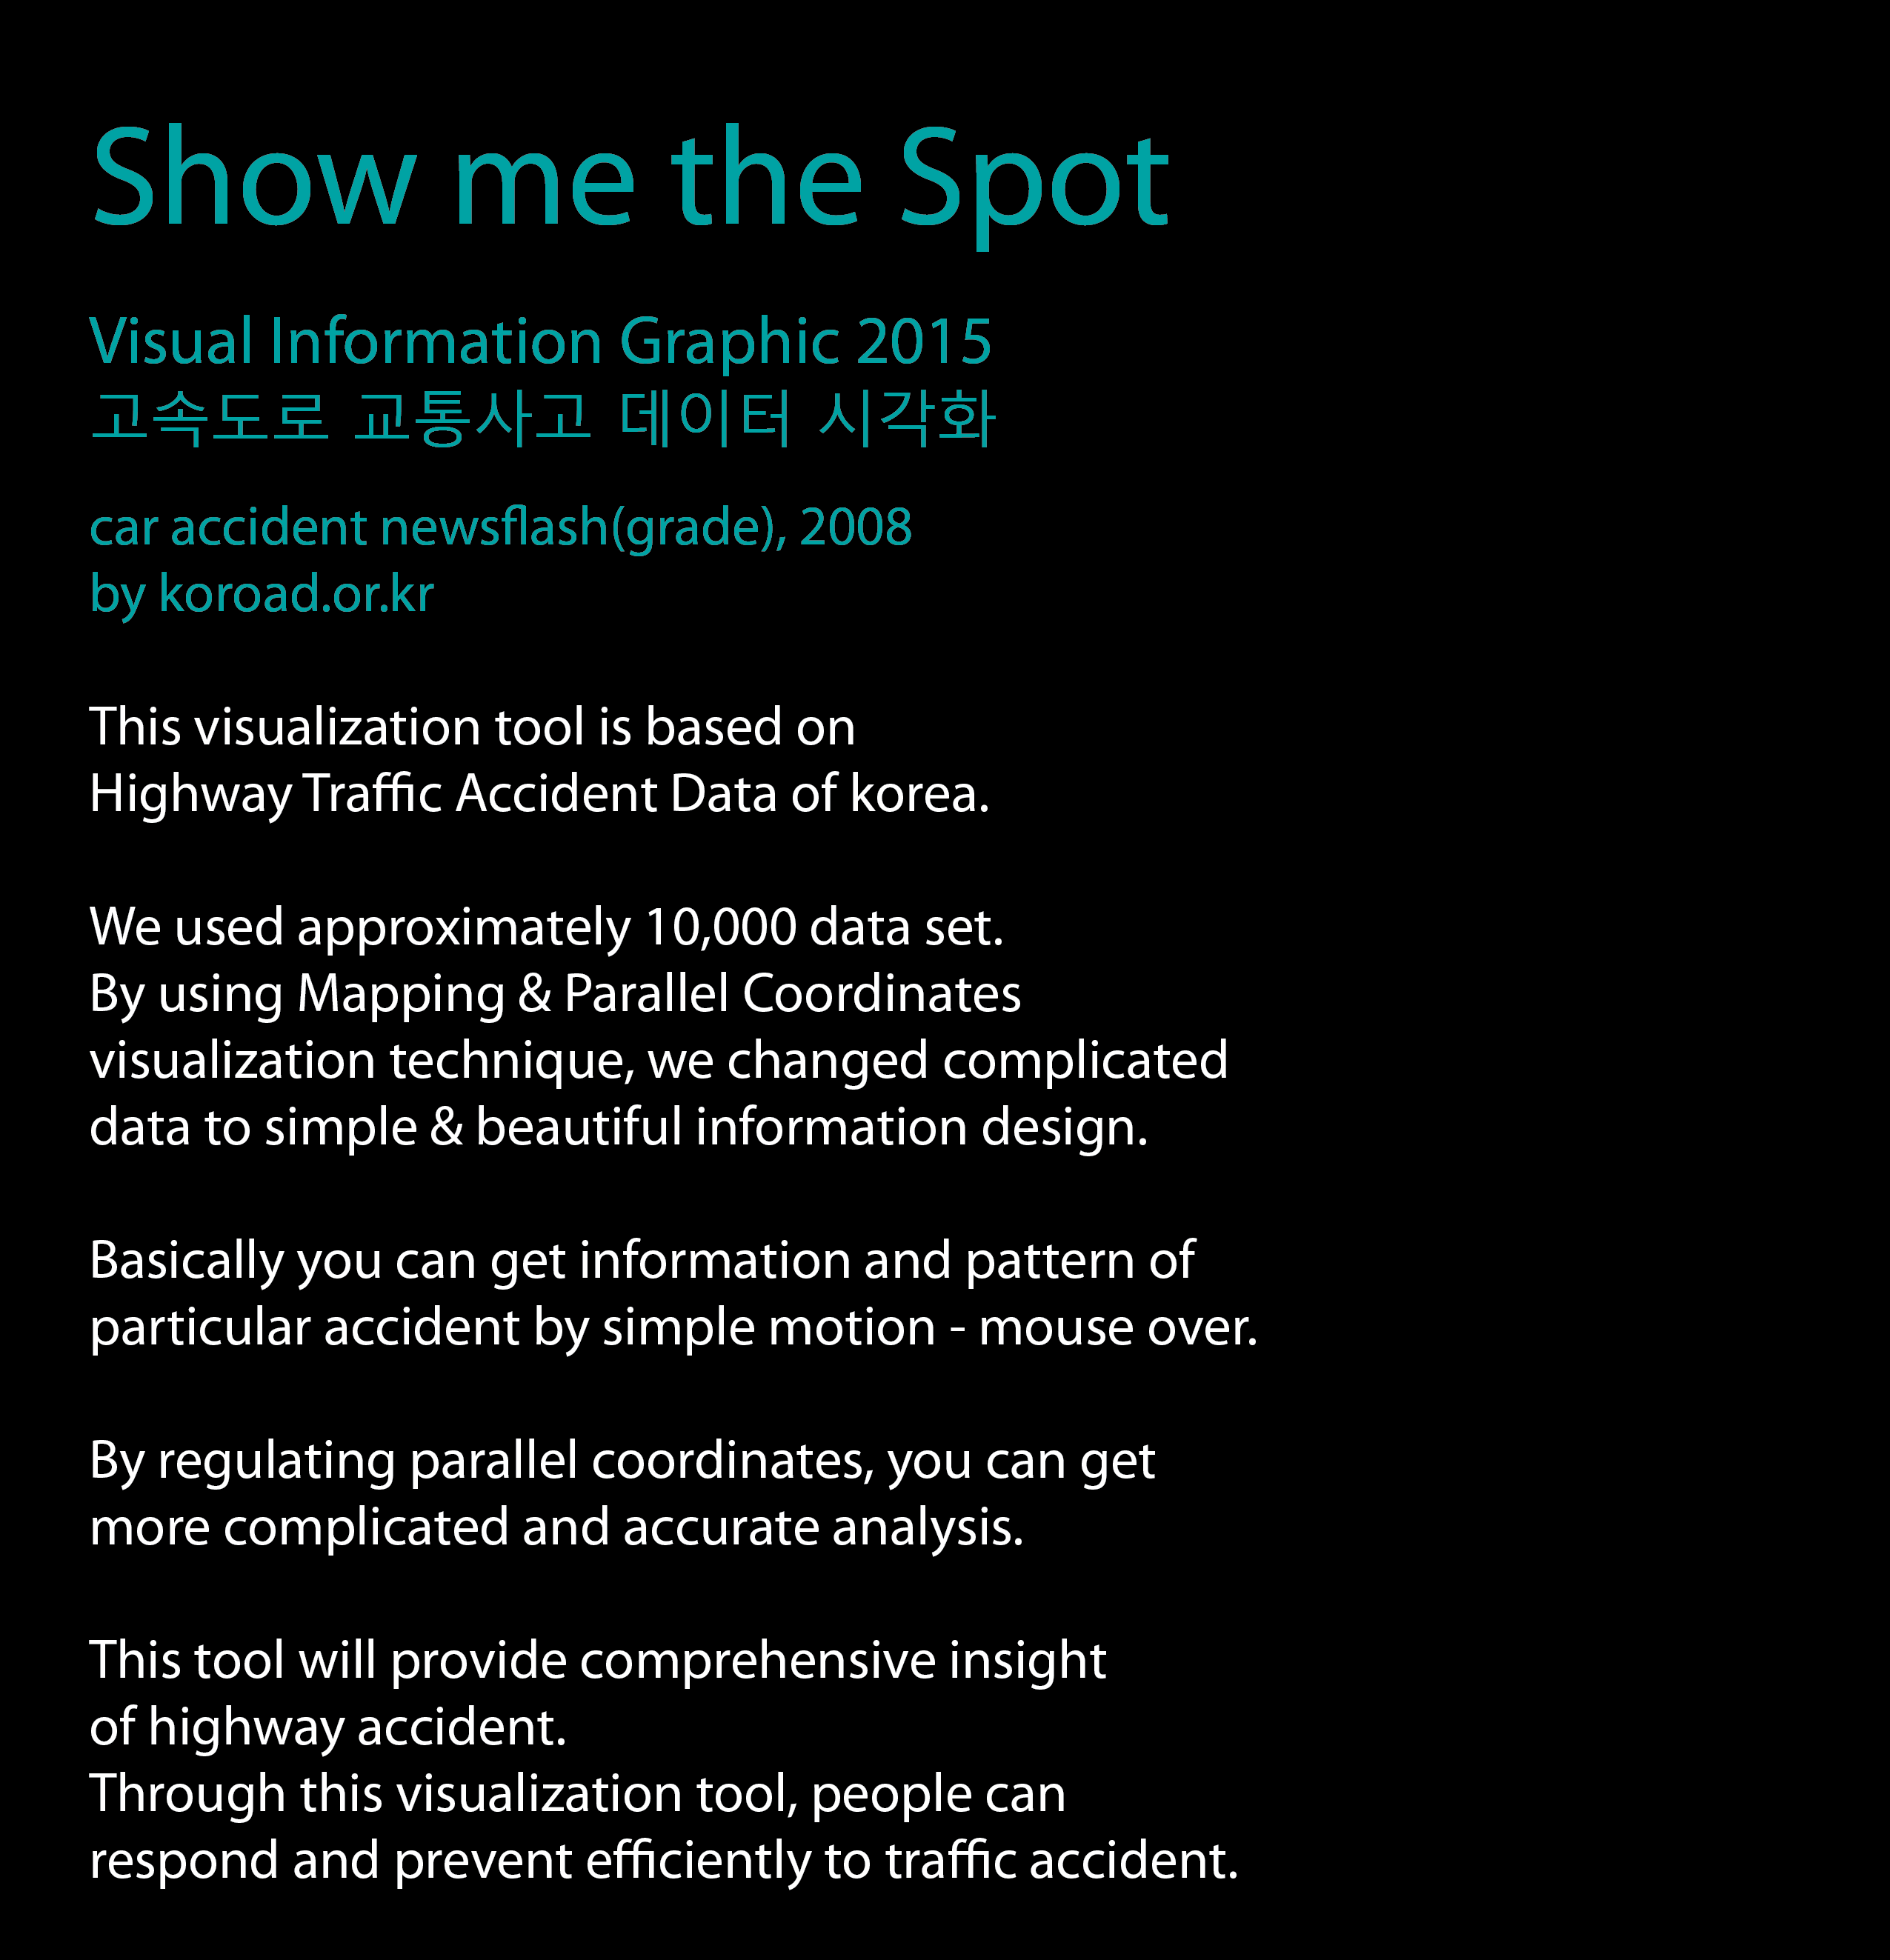 Show me the Spot
Visual Information Graphic 2015
고속도로 교통사고 데이터 시각화
car accident newsflash(grade), 2008
by koroad.or.kr
This visualization tool is based on
Highway Traffic Accident Data of korea.
We used approximately 10,000 data set.
By using Mapping & Parallel Coordinates
visualization technique, we changed complicated
data to simple & beautiful information design.
Basically you can get information and pattern of
particular accident by simple motion - mouse over.
By regulating parallel coordinates, you can get
more complicated and accurate analysis.
This tool will provide comprehensive insight
of highway accident.
Through this visualization tool, people can
respond and prevent efficiently to traffic accident.